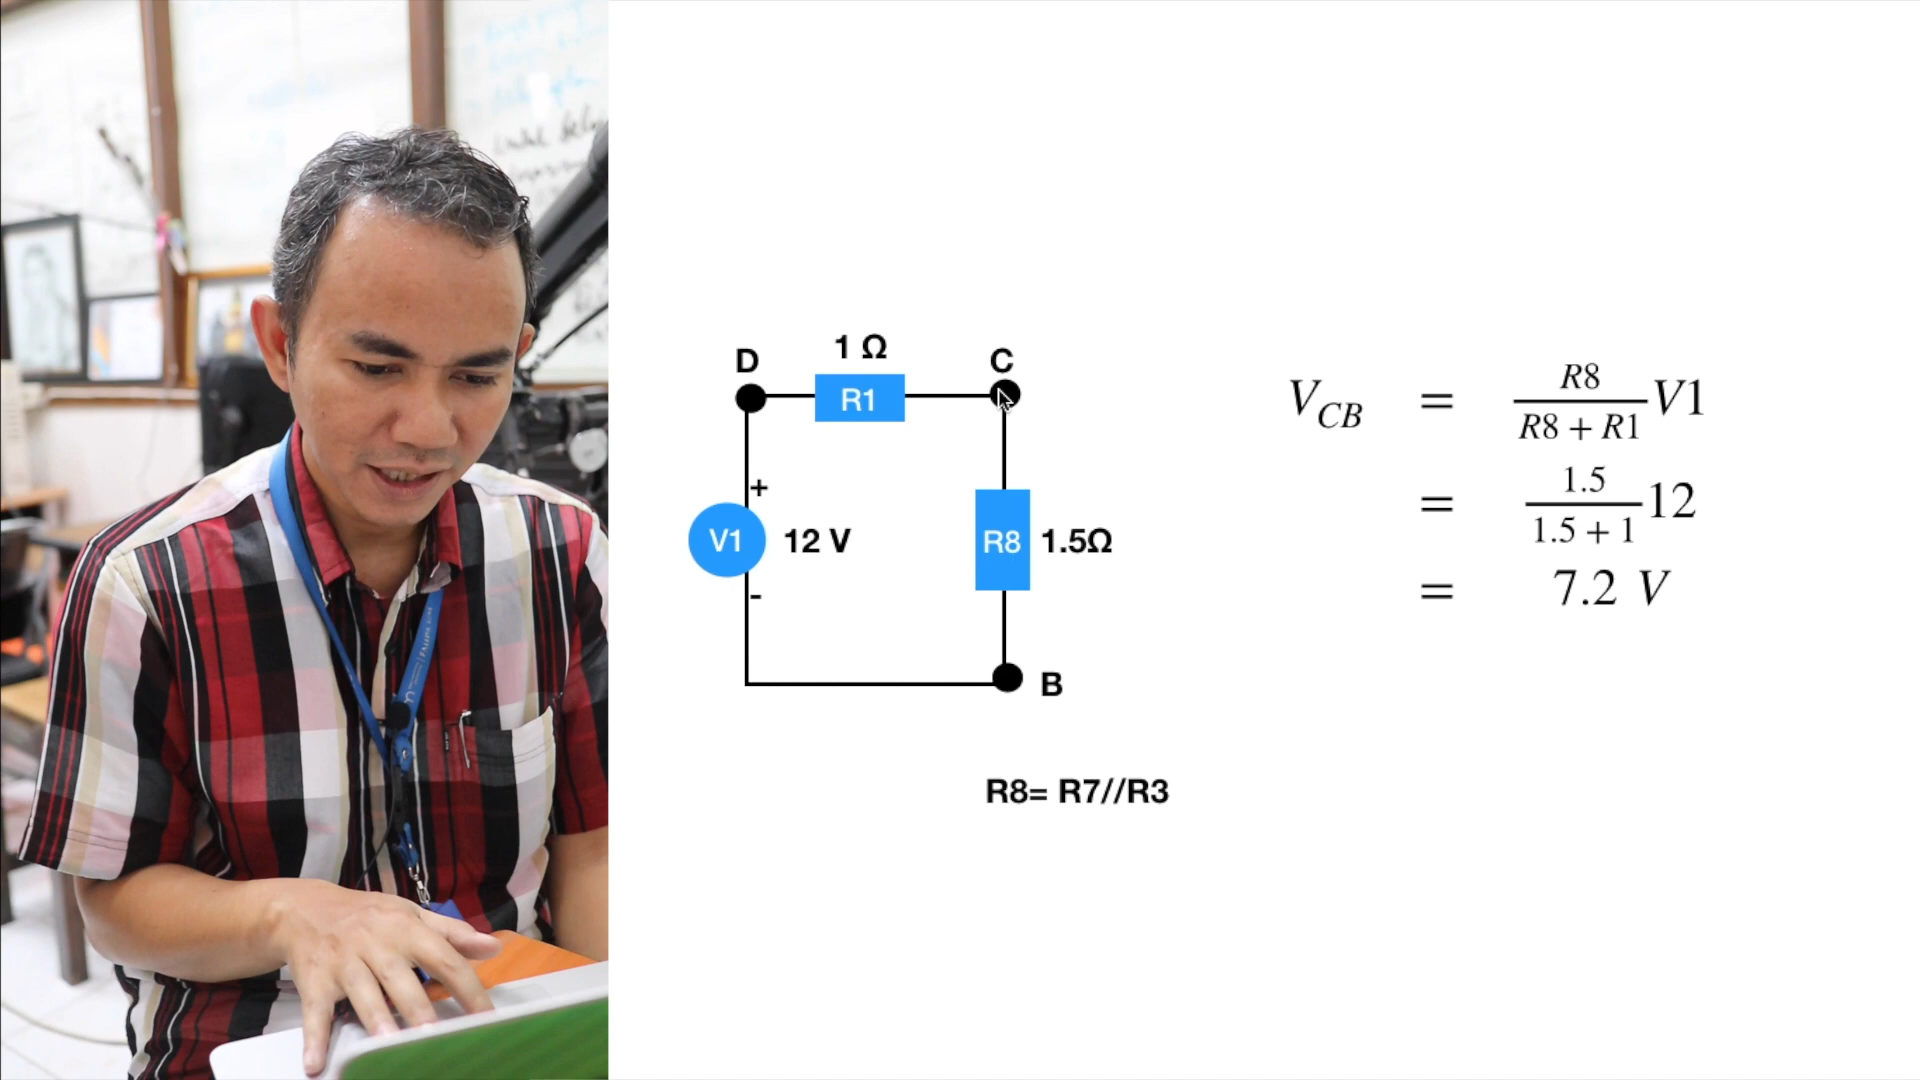 D
1 Ω
C
R1
+
V1
12 V
-
R8
1.5Ω
B
R8= R7//R3
V_CB = R8/(R8 + R1) V1
= 1.5/(1.5 + 1) 12
= 7.2 V